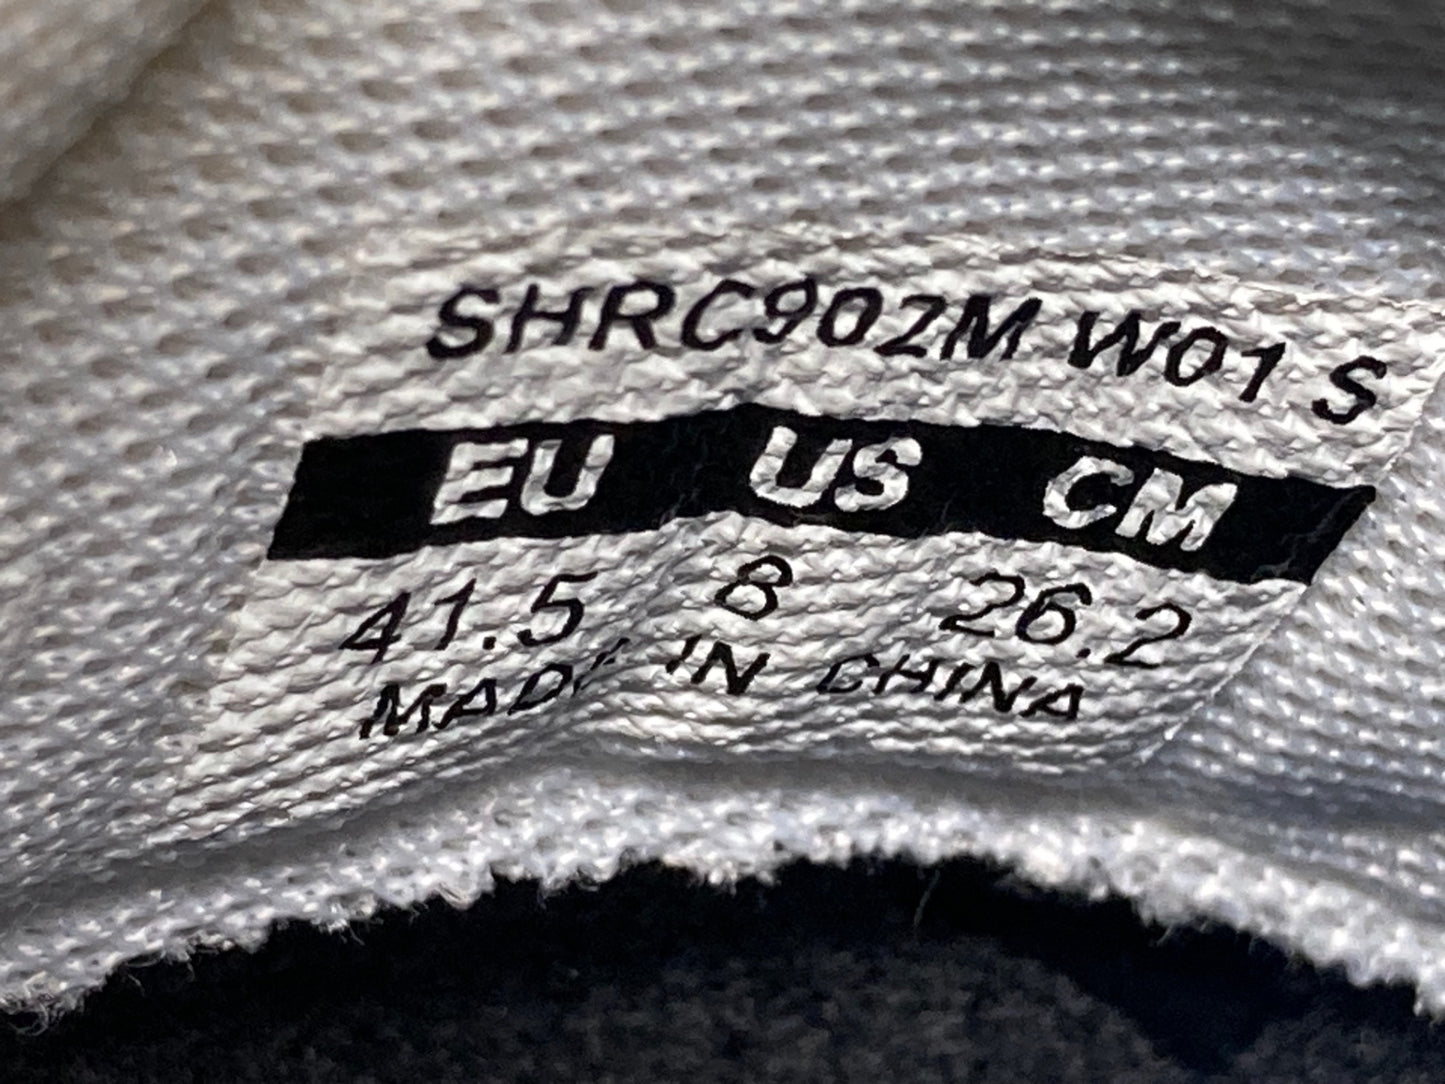 SHRC902M W01 S
EU US CM
41.5 8 26.2
MADE IN CHINA